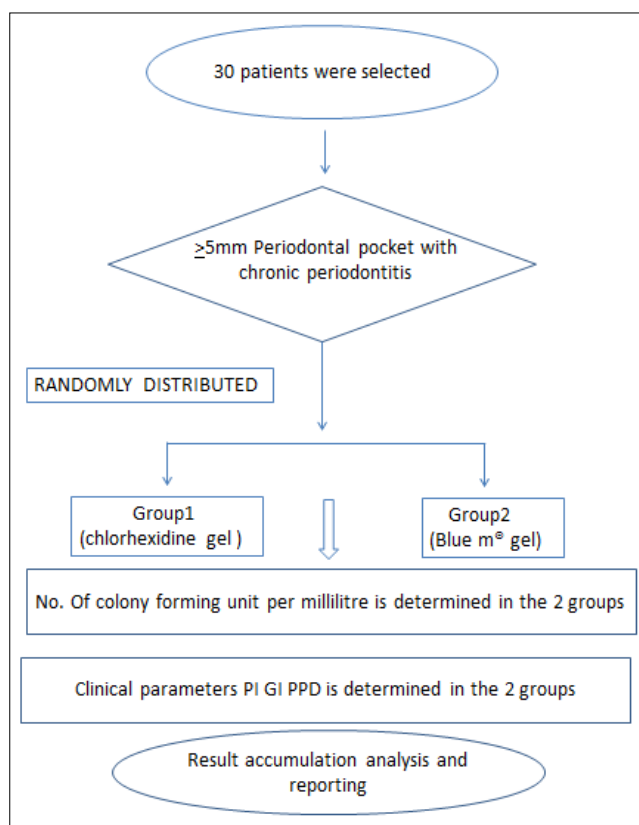 30 patients were selected
≥5mm Periodontal pocket with
chronic periodontitis
RANDOMLY DISTRIBUTED
Group1
(chlorhexidine gel )
Group2
(Blue m® gel)
No. Of colony forming unit per millilitre is determined in the 2 groups
Clinical parameters PI GI PPD is determined in the 2 groups
Result accumulation analysis and
reporting